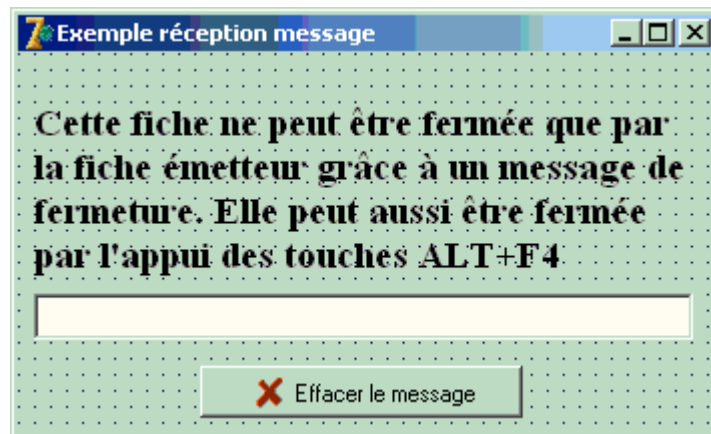 Exemple réception message
Cette fiche ne peut être fermée que par
la fiche émetteur grâce à un message de
fermeture. Elle peut aussi être fermée
par l'appui des touches ALT+F4
Effacer le message